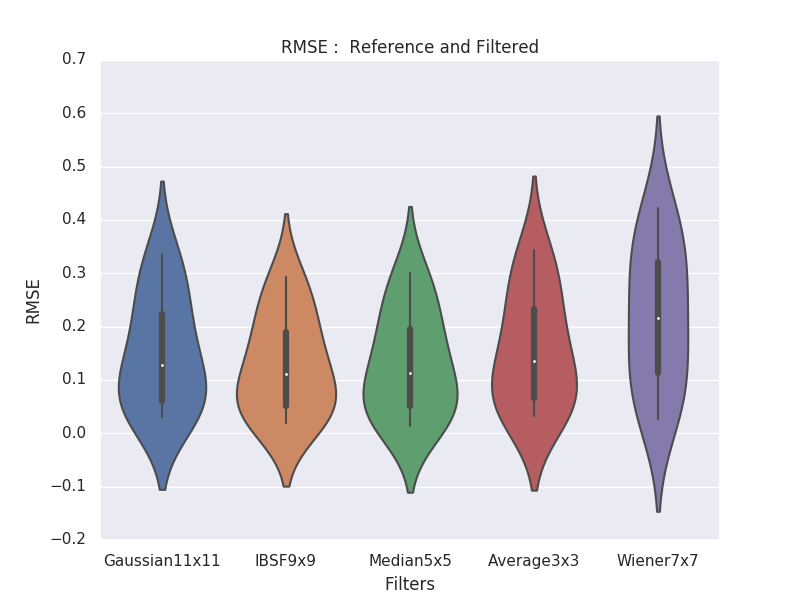 RMSE :  Reference and Filtered
0.7
0.6
0.5
0.4
0.3
0.2
0.1
0.0
−0.1
−0.2
RMSE
Gaussian11x11 IBSF9x9 Median5x5 Average3x3 Wiener7x7
Filters